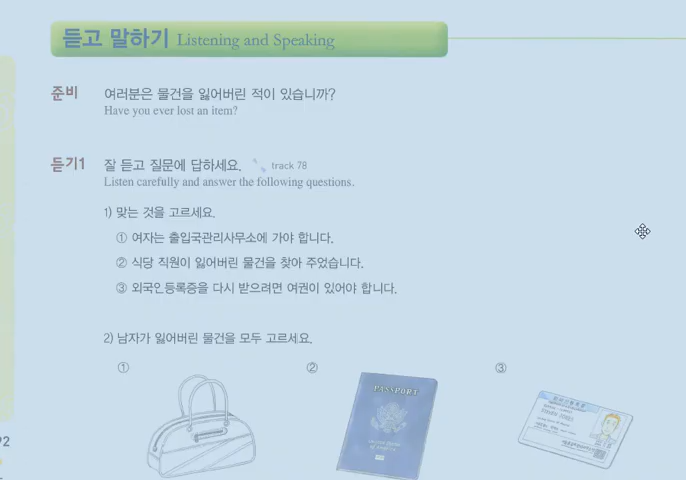 듣고 말하기 Listening and Speaking
준비 여러분은 물건을 잃어버린 적이 있습니까?
Have you ever lost an item?
듣기1 잘 듣고 질문에 답하세요. track 78
Listen carefully and answer the following questions.
1) 맞는 것을 고르세요.
① 여자는 출입국관리사무소에 가야 합니다.
② 식당 직원이 잃어버린 물건을 찾아 주었습니다.
③ 외국인등록증을 다시 받으려면 여권이 있어야 합니다.
2) 남자가 잃어버린 물건을 모두 고르세요.
① ② ③
PASSPORT
92